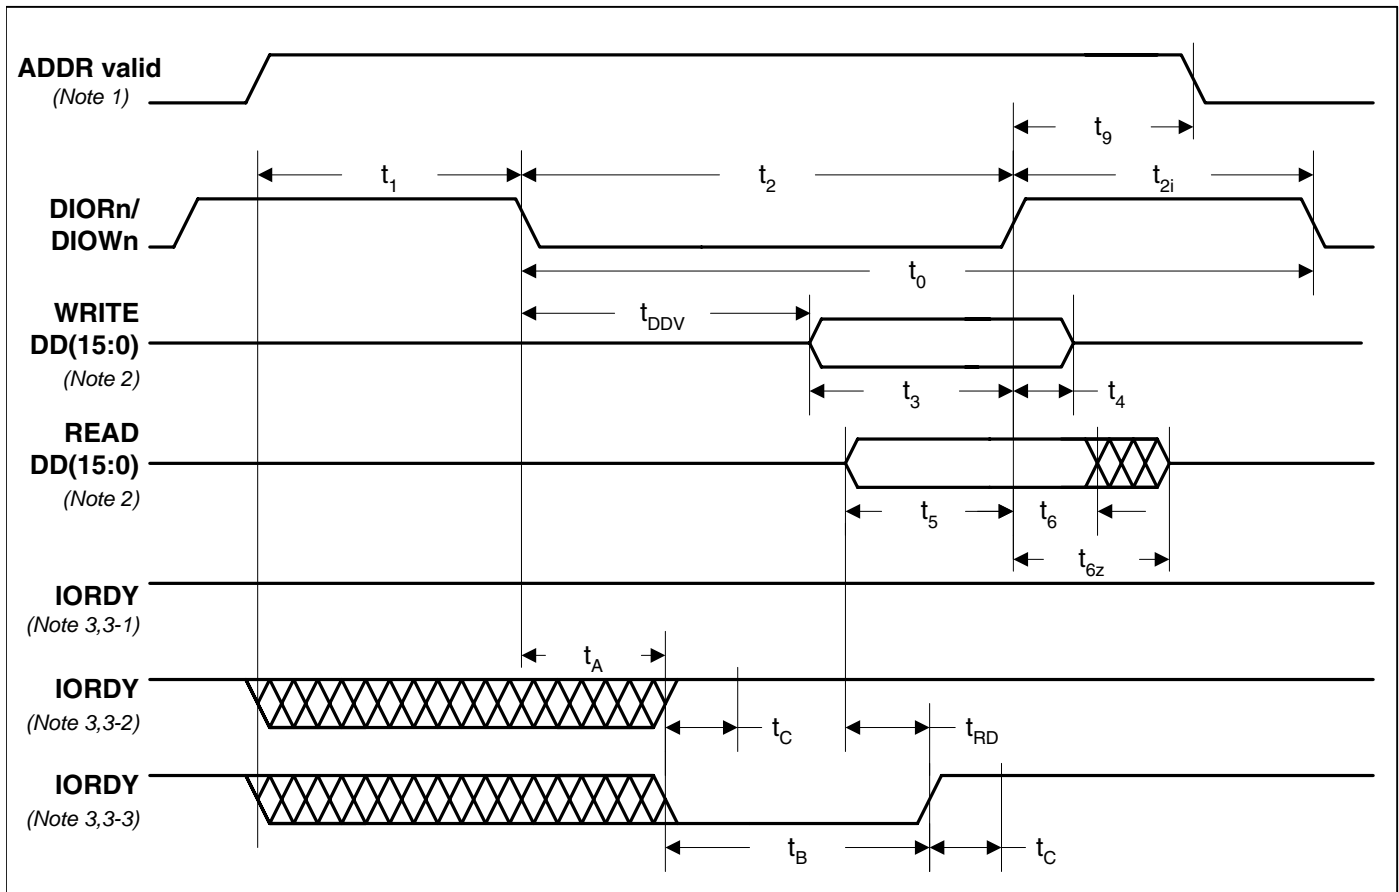 ADDR valid
(Note 1)
t9
t1
t2
t2i
DIORn/
DIOWn
t0
WRITE
DD(15:0)
(Note 2)
tDDV
t3
t4
READ
DD(15:0)
(Note 2)
t5
t6
t6z
IORDY
(Note 3,3-1)
tA
IORDY
(Note 3,3-2)
tC
tRD
IORDY
(Note 3,3-3)
tB
tC